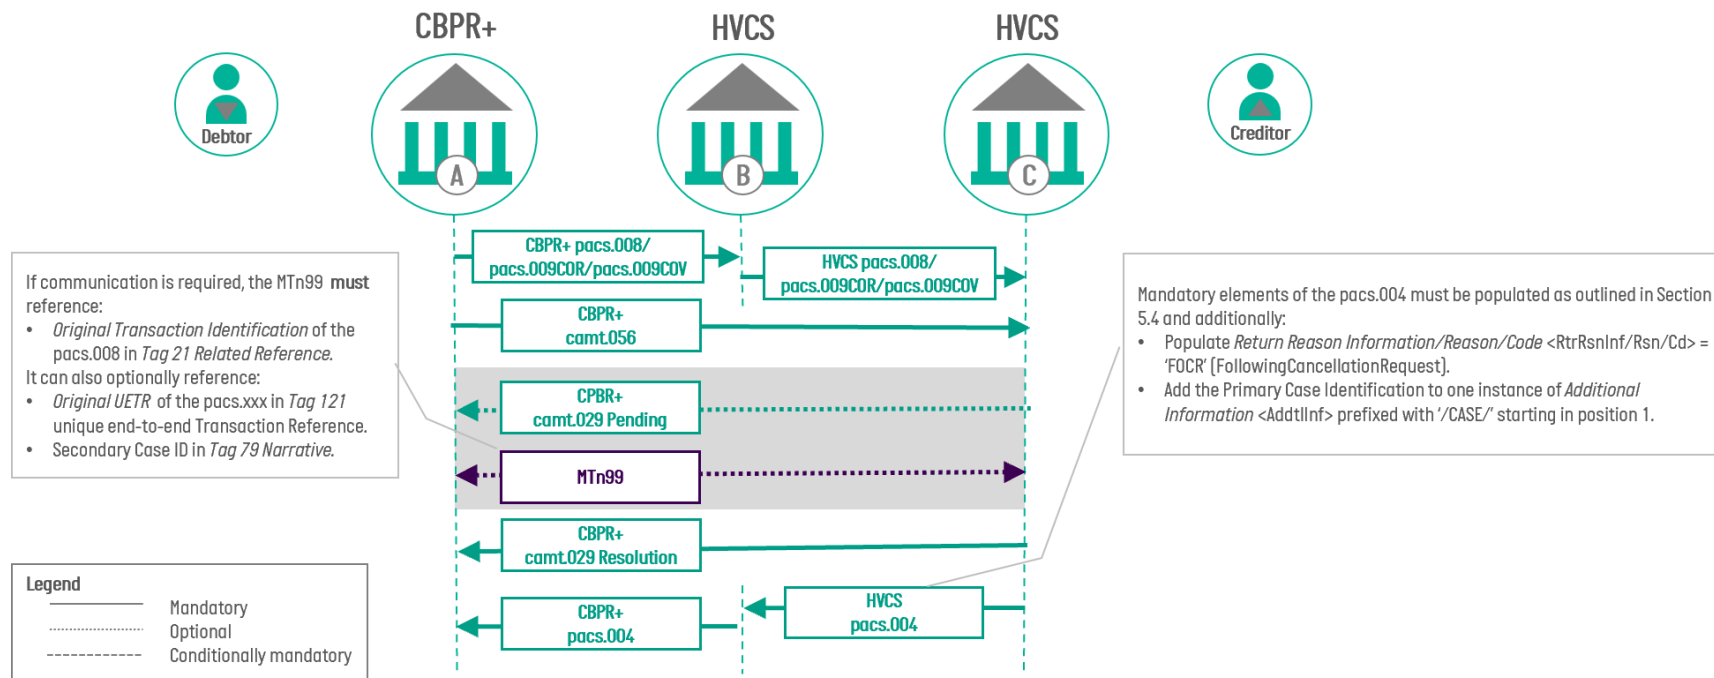 CBPR+
HVCS
HVCS
Debtor
A
B
C
Creditor
CBPR+ pacs.008/
pacs.009COR/pacs.009COV
HVCS pacs.008/
pacs.009COR/pacs.009COV
CBPR+
camt.056
CPBR+
camt.029 Pending
MTn99
CBPR+
camt.029 Resolution
CBPR+
pacs.004
HVCS
pacs.004
If communication is required, the MTn99 must
reference:
• Original Transaction Identification of the
pacs.008 in Tag 21 Related Reference.
It can also optionally reference:
• Original UETR of the pacs.xxx in Tag 121
unique end-to-end Transaction Reference.
• Secondary Case ID in Tag 79 Narrative.
Mandatory elements of the pacs.004 must be populated as outlined in Section
5.4 and additionally:
• Populate Return Reason Information/Reason/Code <RtrRsnInf/Rsn/Cd> =
'FOCR' (FollowingCancellationRequest).
• Add the Primary Case Identification to one instance of Additional
Information <AddtlInf> prefixed with '/CASE/' starting in position 1.
Legend
Mandatory
Optional
Conditionally mandatory